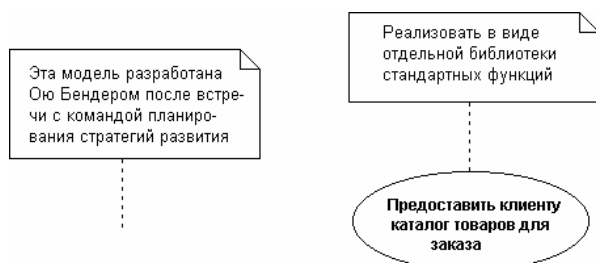 Эта модель разработана
Ою Бендером после встре-
чи с командой планиро-
вания стратегий развития
Реализовать в виде
отдельной библиотеки
стандартных функций
Предоставить клиенту
каталог товаров для
заказа